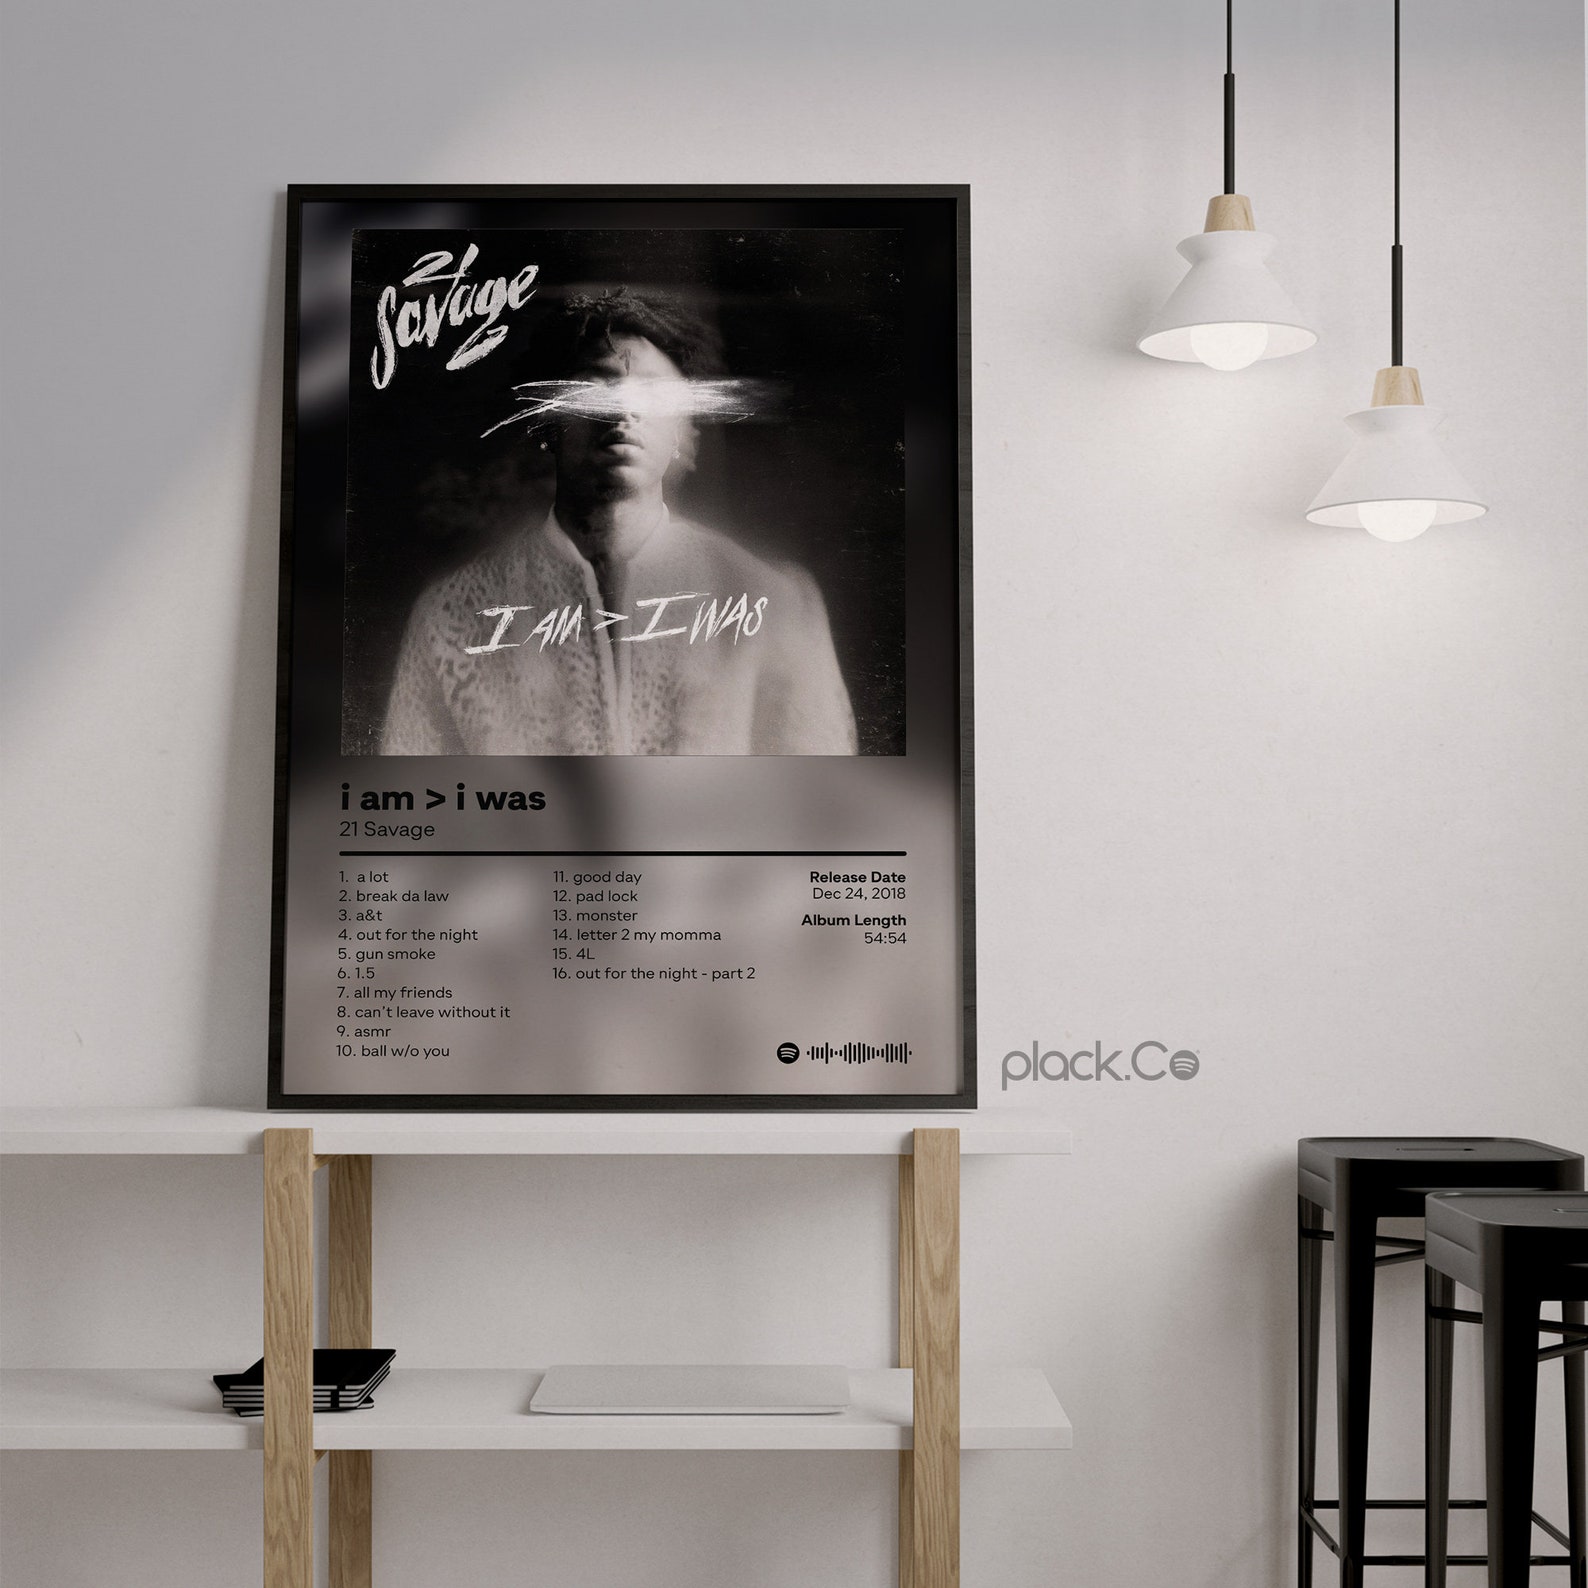 21
Savage
I AM > I WAS
i am > i was
21 Savage
1. a lot
2. break da law
3. a&t
4. out for the night
5. gun smoke
6. 1.5
7. all my friends
8. can't leave without it
9. asmr
10. ball w/o you
11. good day
12. pad lock
13. monster
14. letter 2 my momma
15. 4L
16. out for the night - part 2
Release Date
Dec 24, 2018
Album Length
54:54
plack.Co